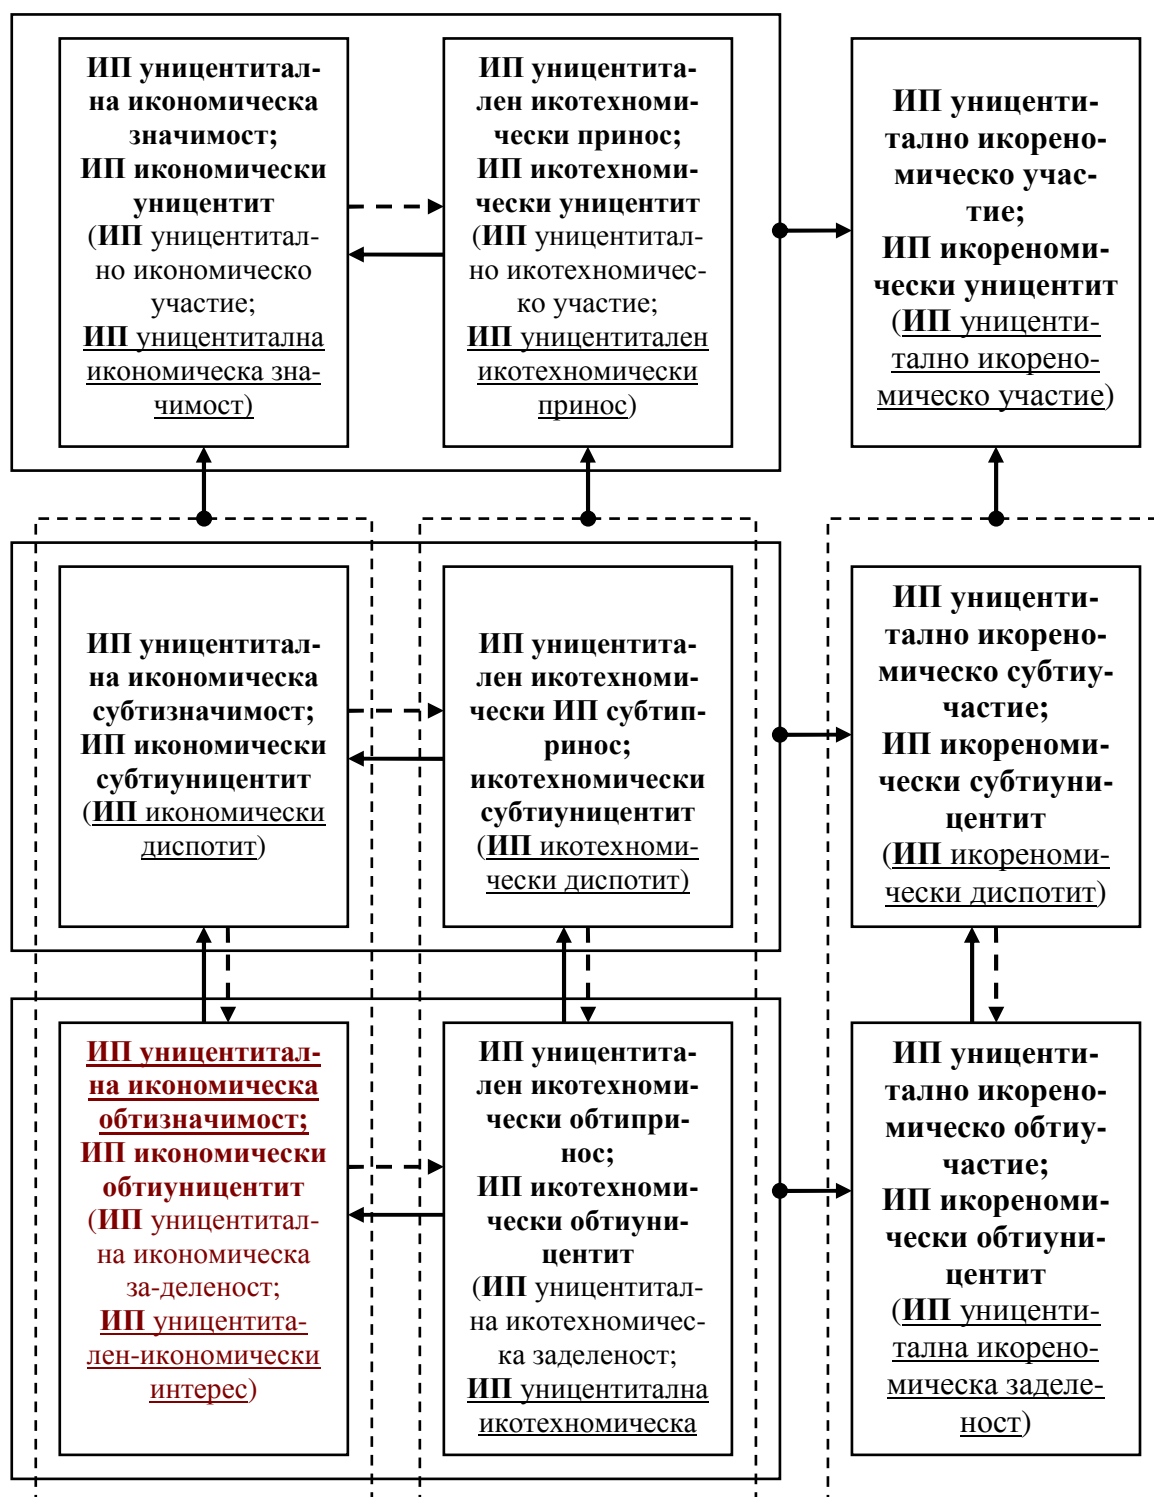 ИП уницентитал-
на икономическа
значимост;
ИП икономически
уницентит
(ИП уницентитал-
но икономическо
участие;
ИП уницентитална
икономическа зна-
чимост)
ИП уницентита-
лен икотехноми-
чески принос;
ИП икотехноми-
чески уницентит
(ИП уницентитал-
но икотехномичес-
ко участие;
ИП уницентитален
икотехномически
принос)
ИП униценти-
тално икорено-
мическо учас-
тие;
ИП икореноми-
чески уницентит
(ИП униценти-
тално икорено-
мическо участие)
ИП уницентитал-
на икономическа
субтизначимост;
ИП икономически
субтиуницентит
(ИП икономически
диспотит)
ИП уницентита-
лен икотехноми-
чески ИП субтип-
ринос;
икотехномически
субтиуницентит
(ИП икотехноми-
чески диспотит)
ИП униценти-
тално икорено-
мическо субтиу-
частие;
ИП икореноми-
чески субтиуни-
центит
(ИП икореноми-
чески диспотит)
ИП уницентитал-
на икономическа
обтизначимост;
ИП икономически
обтиуницентит
(ИП уницентитал-
на икономическа
за-деленост;
ИП уницентита-
лен-икономически
интерес)
ИП уницентита-
лен икотехноми-
чески обтипри-
нос;
ИП икотехноми-
чески обтиуни-
центит
(ИП уницентитал-
на икотехномичес-
ка заделеност;
ИП уницентитална
икотехномическа
ИП униценти-
тално икорено-
мическо обтиу-
частие;
ИП икореноми-
чески обтиуни-
центит
(ИП униценти-
тална икорено-
мическа заделе-
ност)